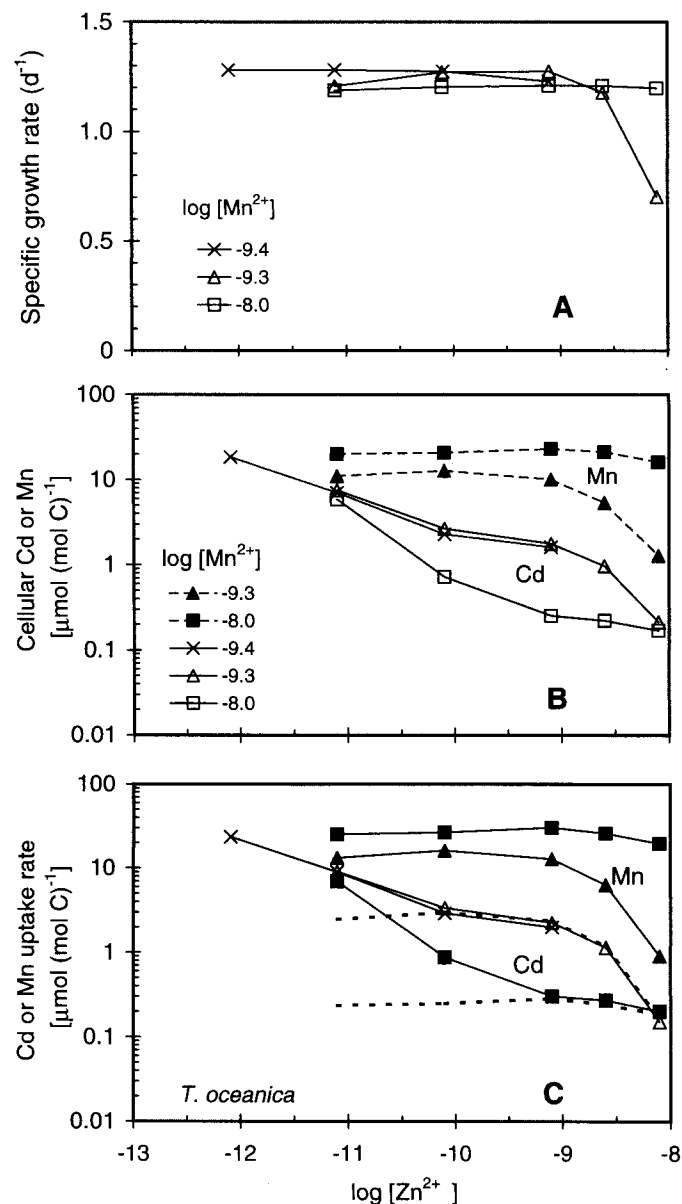 1.5
1.0
0.5
0
Specific growth rate (d⁻¹)
log [Mn²⁺]
-9.4
-9.3
-8.0
A
100
10
1
0.1
0.01
Cellular Cd or Mn
[μmol (mol C)⁻¹]
Mn
Cd
log [Mn²⁺]
-9.3
-8.0
-9.4
-9.3
-8.0
B
100
10
1
0.1
0.01
Cd or Mn uptake rate
[μmol (mol C)⁻¹]
Mn
Cd
T. oceanica
C
-13
-12
-11
-10
-9
-8
log [Zn²⁺]